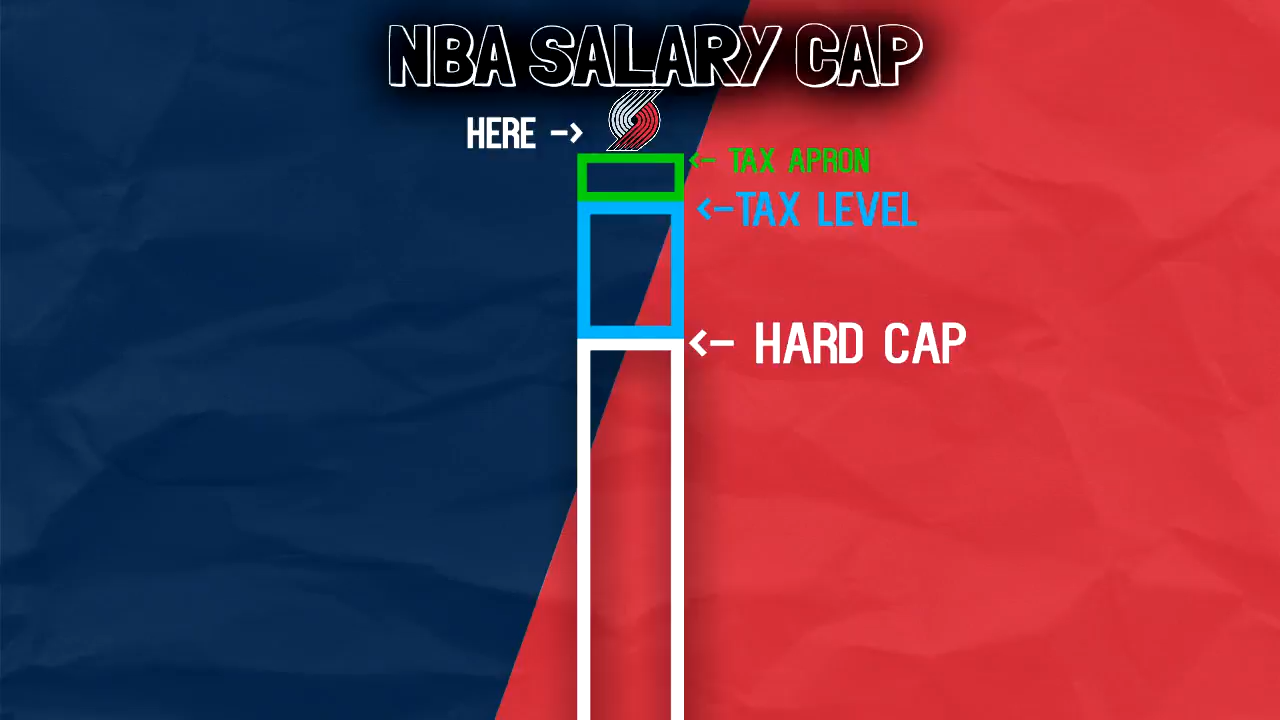 NBA SALARY CAP
HERE ->
<- TAX APRON
<-TAX LEVEL
<- HARD CAP